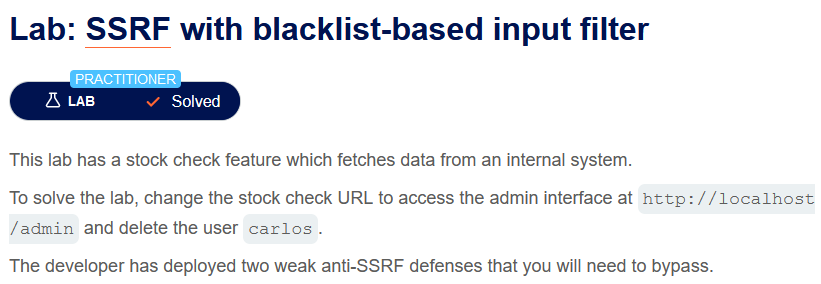 Lab: SSRF with blacklist-based input filter
PRACTITIONER
LAB Solved
This lab has a stock check feature which fetches data from an internal system.
To solve the lab, change the stock check URL to access the admin interface at http://localhost
/admin and delete the user carlos.
The developer has deployed two weak anti-SSRF defenses that you will need to bypass.